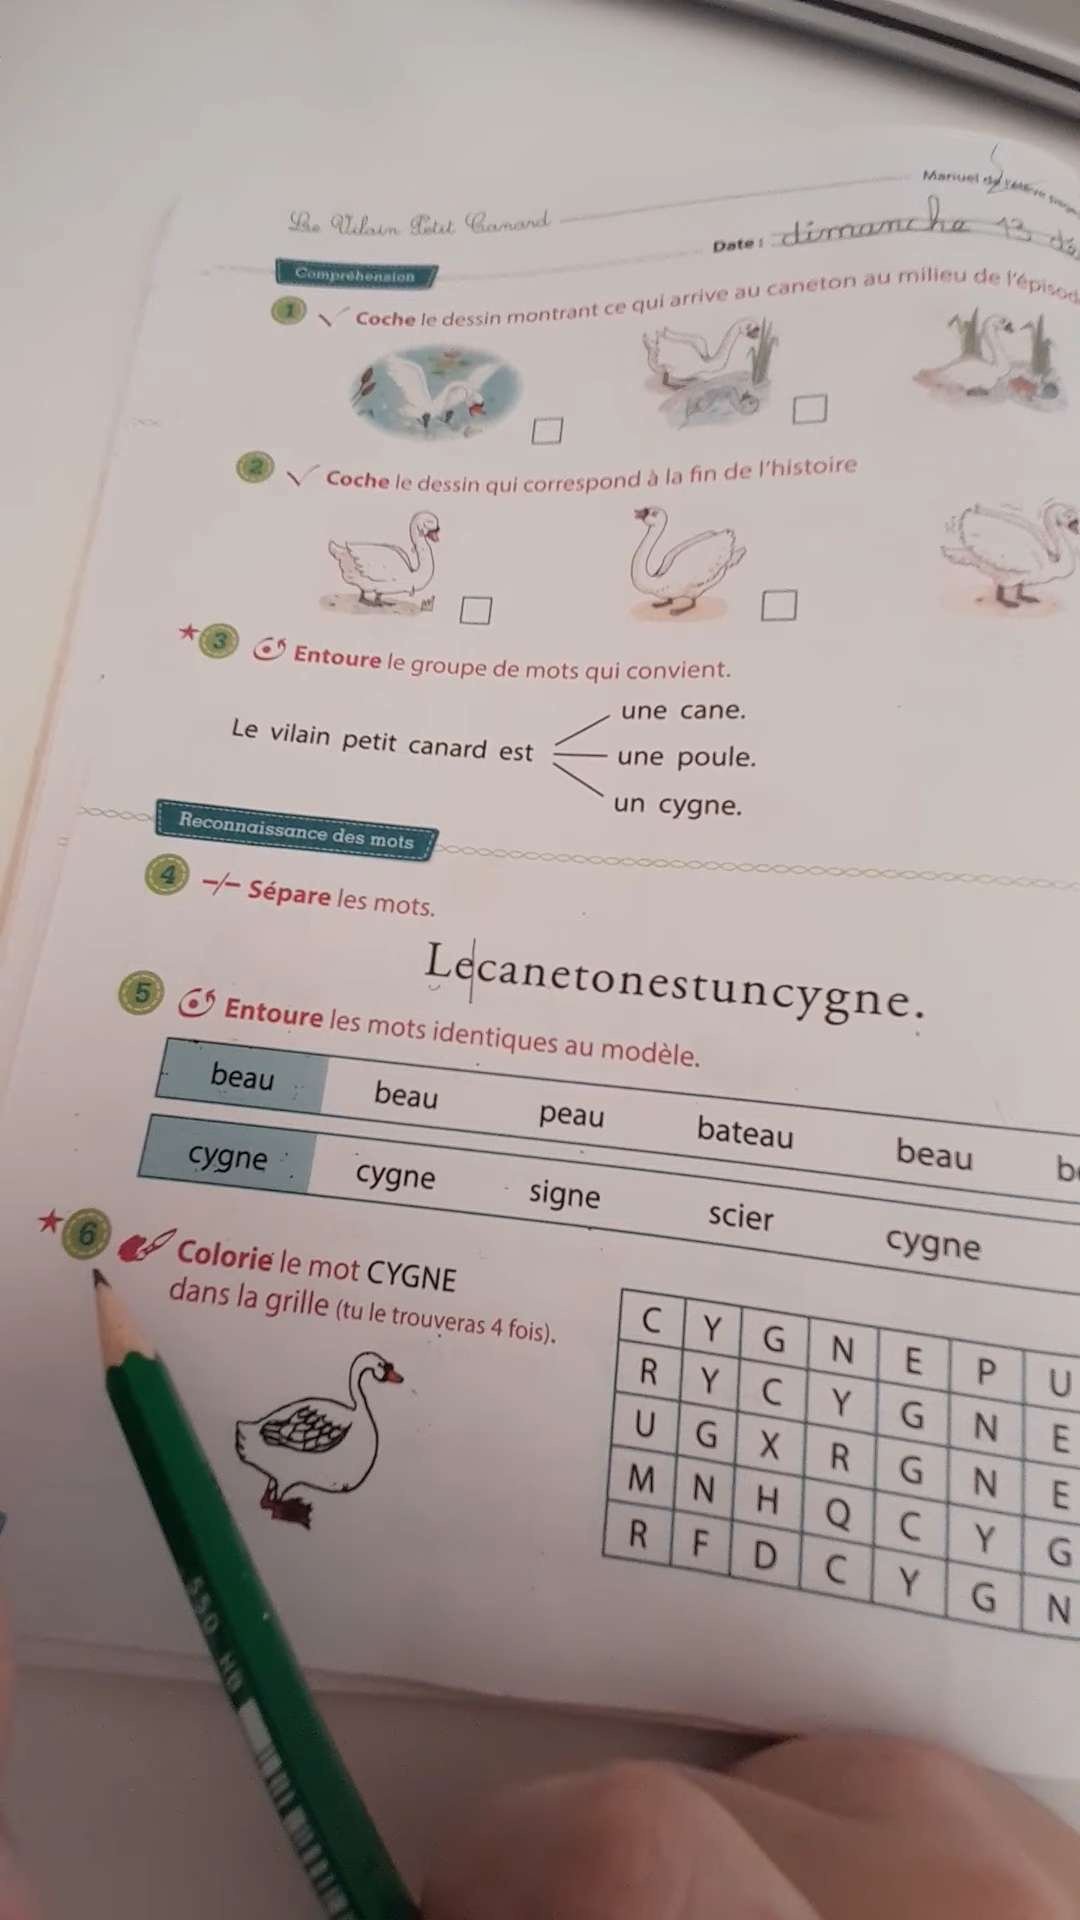 Le Vilain Petit Canard
Manuel de
Date : dimanche 13
Compréhension
1 Coche le dessin montrant ce qui arrive au caneton au milieu de l'épisod
2 Coche le dessin qui correspond à la fin de l'histoire
3 Entoure le groupe de mots qui convient.
une cane.
Le vilain petit canard est
une poule.
un cygne.
Reconnaissance des mots
4 -/- Sépare les mots.
Lecanetonestuncygne.
5 Entoure les mots identiques au modèle.
beau beau peau bateau beau
cygne cygne signe scier cygne
6 Colorie le mot CYGNE
dans la grille (tu le trouveras 4 fois).
C Y G N E P U
R Y C Y G N E
U G X R G N E
M N H Q C Y G
R F D C Y G N
550 HB